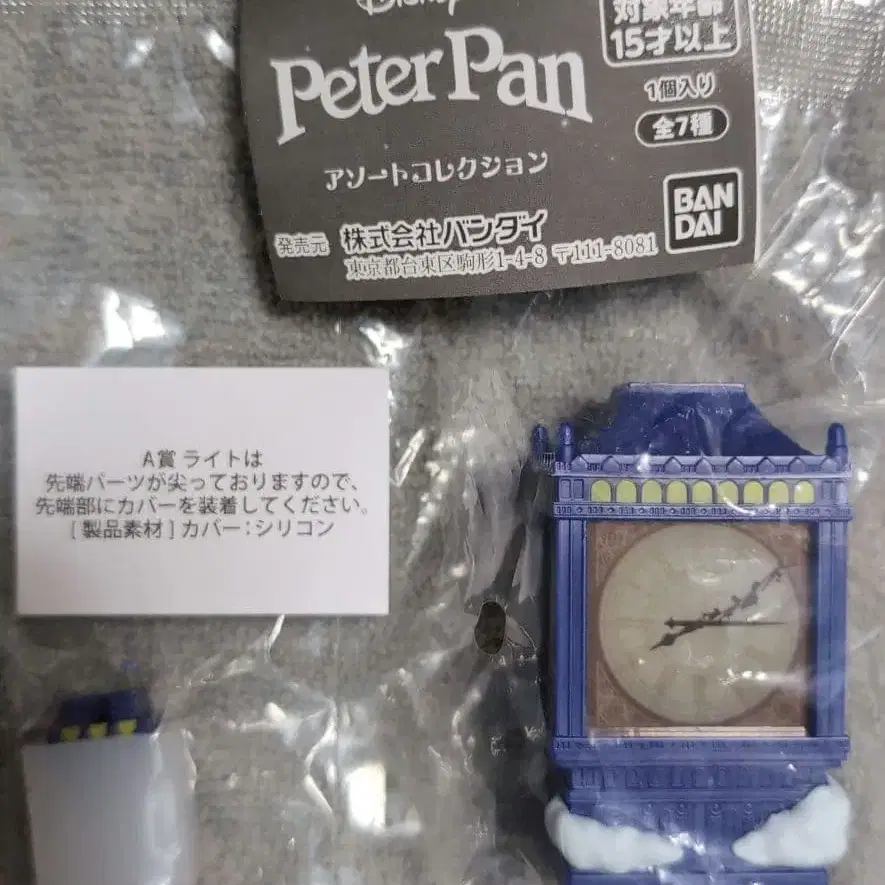 Disney
PeterPan
アソートコレクション
対象年齢
15才以上
1個入り
全7種
BAN
DAI
発売元 株式会社バンダイ
東京都台東区駒形1-4-8 〒111-8081
A賞 ライトは
先端パーツが尖っておりますので、
先端部にカバーを装着してください。
[ 製品素材 ] カバー：シリコン